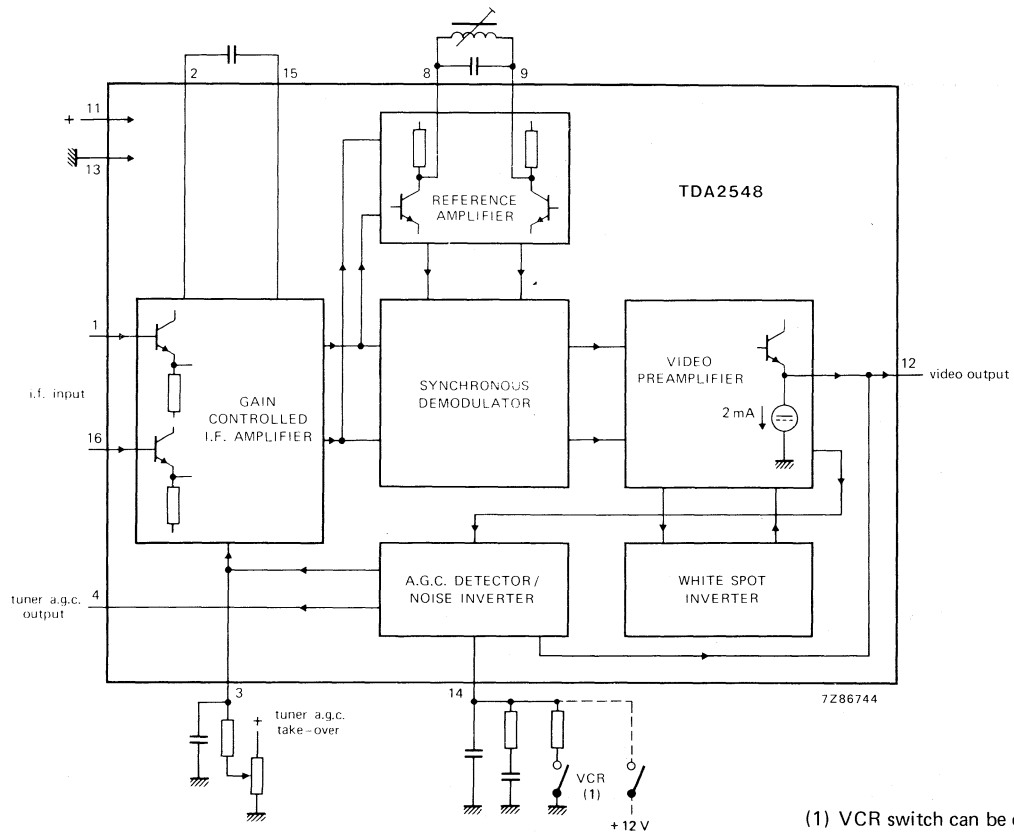 2
15
8
9
11
+
13
TDA2548
REFERENCE
AMPLIFIER
1
i.f. input
16
GAIN
CONTROLLED
I.F. AMPLIFIER
SYNCHRONOUS
DEMODULATOR
VIDEO
PREAMPLIFIER
2 mA
12
video output
A.G.C. DETECTOR/
NOISE INVERTER
WHITE SPOT
INVERTER
tuner a.g.c.
output
4
3
14
7Z86744
+
tuner a.g.c.
take-over
VCR
(1)
+12 V
(1) VCR switch can be